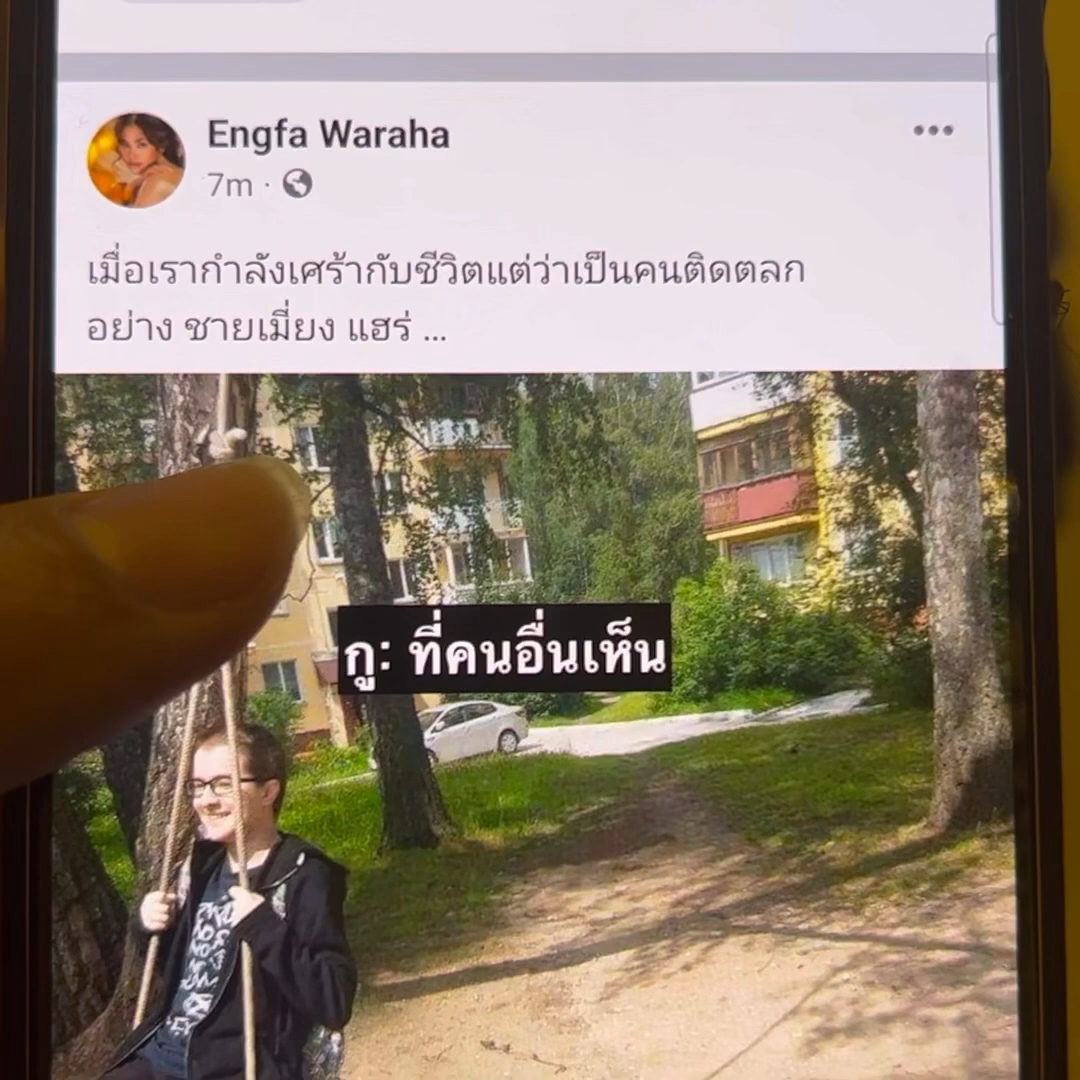 Engfa Waraha
7m ·
เมื่อเรากำลังเศร้ากับชีวิตแต่ว่าเป็นคนติดตลก
อย่าง ชายเมี่ยง แฮร่ ...
กู: ที่คนอื่นเห็น